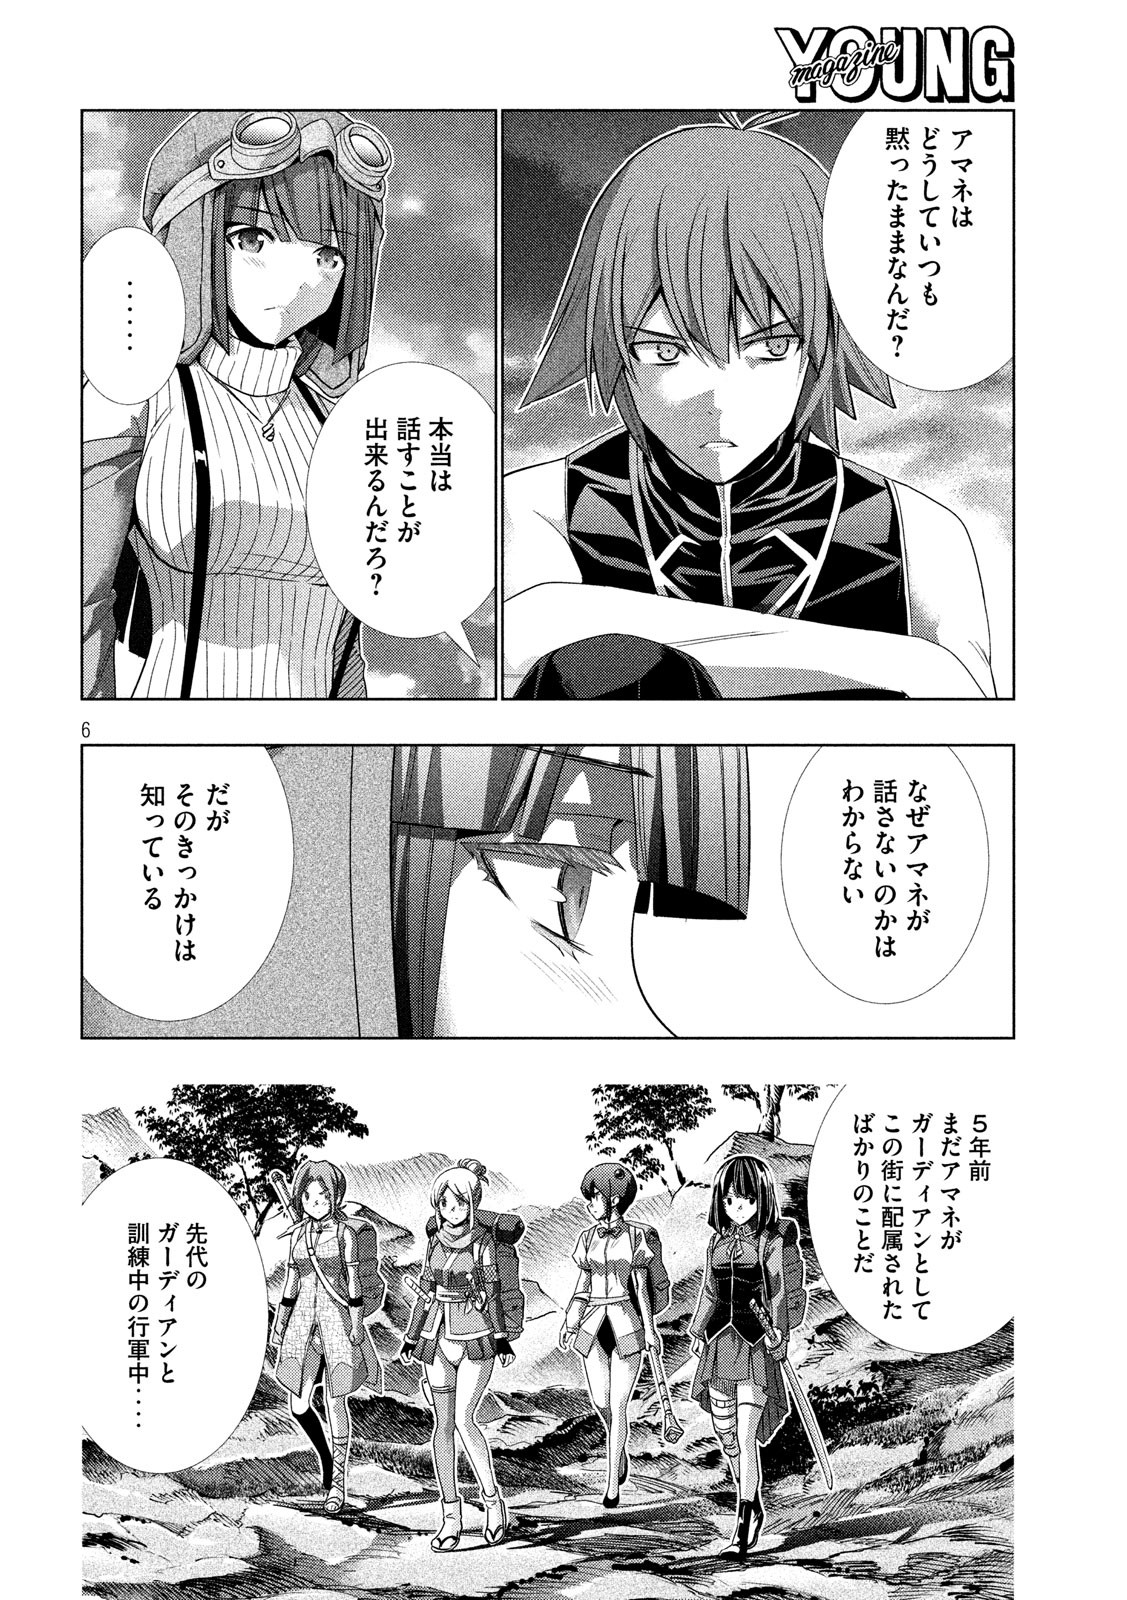 YOUNG
magazine
アマネは
どうしていつも
黙ったままなんだ?
本当は
話すことが
出来るんだろ?
・・・・・・
6
なぜアマネが
話さないのかは
わからない
だが
そのきっかけは
知っている
5年前
まだアマネが
ガーディアンとして
この街に配属された
ばかりのことだ
先代の
ガーディアンと
訓練中の行軍中・・・・